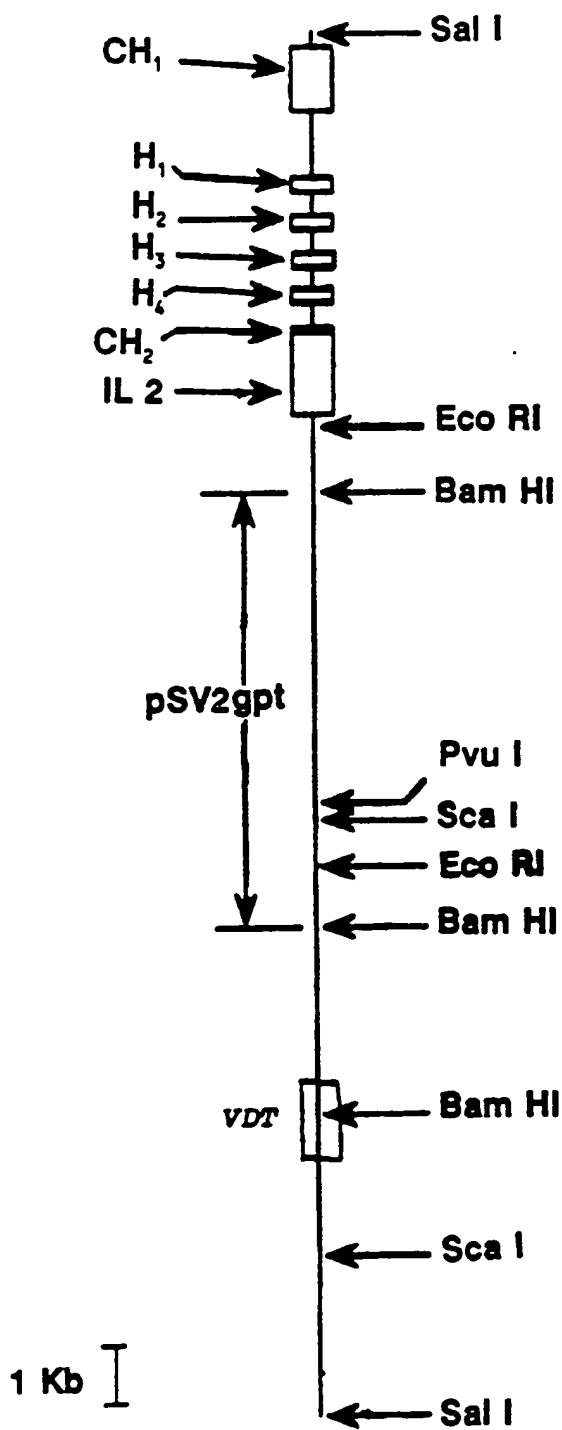 Sal I
CH₁
H₁
H₂
H₃
H₄
CH₂
IL 2
Eco RI
Bam HI
pSV2gpt
Pvu I
Sca I
Eco RI
Bam HI
VDT
Bam HI
Sca I
1 Kb
Sal I